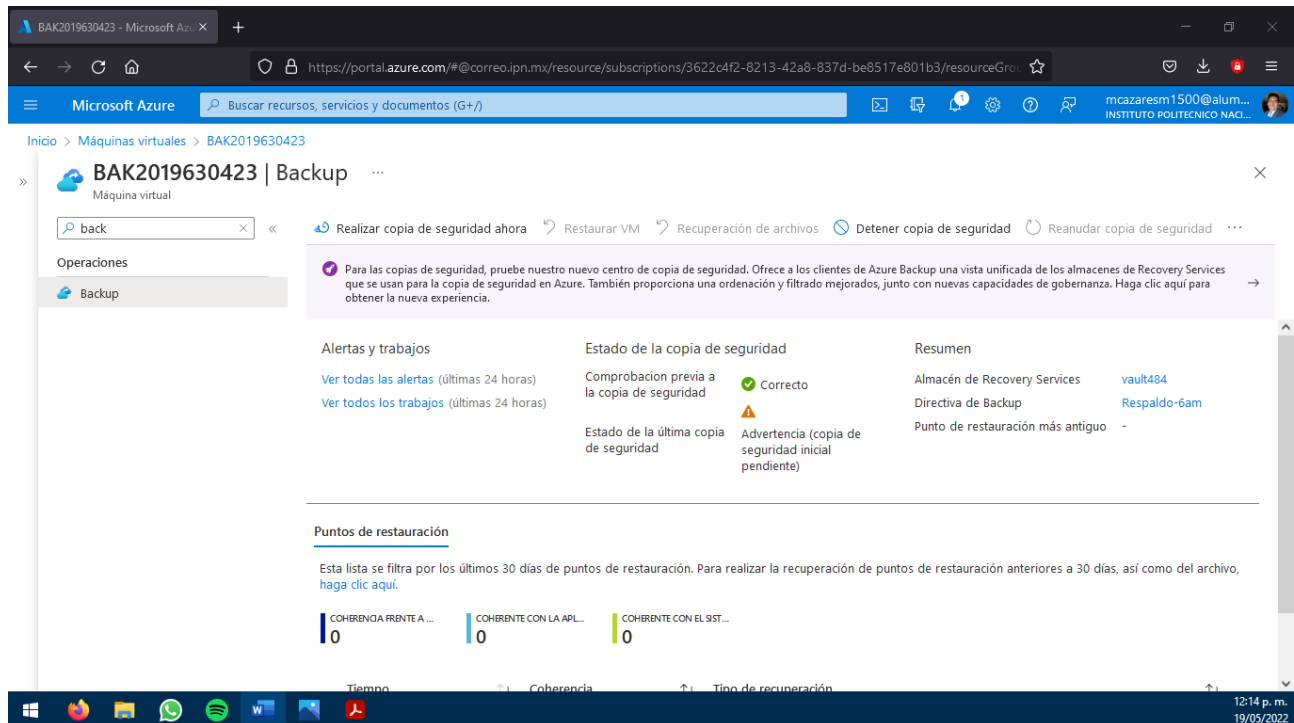 BAK2019630423 - Microsoft Azu
https://portal.azure.com/#@correo.ipn.mx/resource/subscriptions/3622c4f2-8213-42a8-837d-be8517e801b3/resourceGrou
Microsoft Azure
Buscar recursos, servicios y documentos (G+/)
1
mcazaresm1500@alum...
INSTITUTO POLITECNICO NACI...
Inicio > Máquinas virtuales > BAK2019630423
BAK2019630423 | Backup ...
Máquina virtual
back
Realizar copia de seguridad ahora
Restaurar VM
Recuperación de archivos
Detener copia de seguridad
Reanudar copia de seguridad
Operaciones
Backup
Para las copias de seguridad, pruebe nuestro nuevo centro de copia de seguridad. Ofrece a los clientes de Azure Backup una vista unificada de los almacenes de Recovery Services
que se usan para la copia de seguridad en Azure. También proporciona una ordenación y filtrado mejorados, junto con nuevas capacidades de gobernanza. Haga clic aquí para
obtener la nueva experiencia.
Alertas y trabajos
Ver todas las alertas (últimas 24 horas)
Ver todos los trabajos (últimas 24 horas)
Estado de la copia de seguridad
Comprobacion previa a
la copia de seguridad
Correcto
Estado de la última copia
de seguridad
Advertencia (copia de
seguridad inicial
pendiente)
Resumen
Almacén de Recovery Services vault484
Directiva de Backup Respaldo-6am
Punto de restauración más antiguo -
Puntos de restauración
Esta lista se filtra por los últimos 30 días de puntos de restauración. Para realizar la recuperación de puntos de restauración anteriores a 30 días, así como del archivo,
haga clic aquí.
COHERENCIA FRENTE A ...
0
COHERENTE CON LA APL...
0
COHERENTE CON EL SIST...
0
Tiempo
Coherencia
Tipo de recuperación
12:14 p. m.
19/05/2022